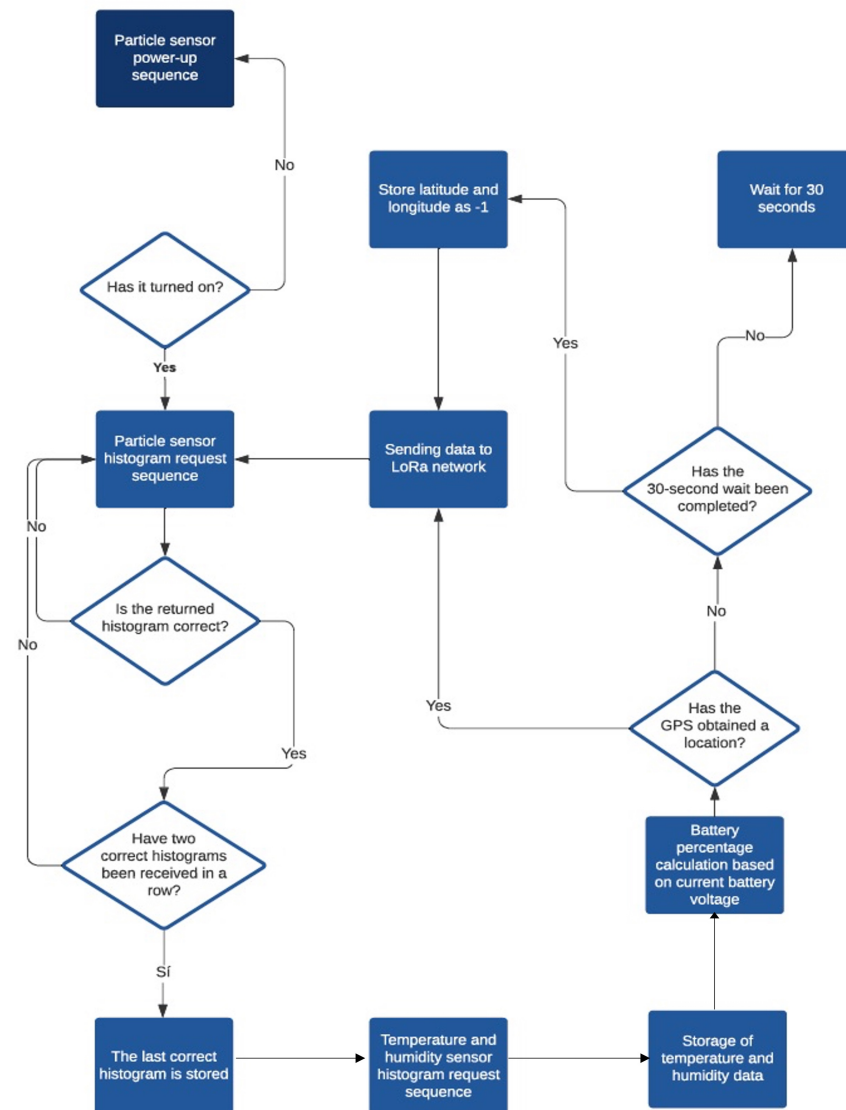 Particle sensor
power-up
sequence
No
Store latitude and
longitude as -1
Wait for 30
seconds
Has it turned on?
Yes
Yes
No
Particle sensor
histogram request
sequence
Sending data to
LoRa network
Has the
30-second wait been
completed?
No
Is the returned
histogram correct?
No
No
Yes
Has the
GPS obtained a
location?
Yes
Have two
correct histograms
been received in a
row?
Battery
percentage
calculation based
on current battery
voltage
Sí
The last correct
histogram is stored
Temperature and
humidity sensor
histogram request
sequence
Storage of
temperature and
humidity data